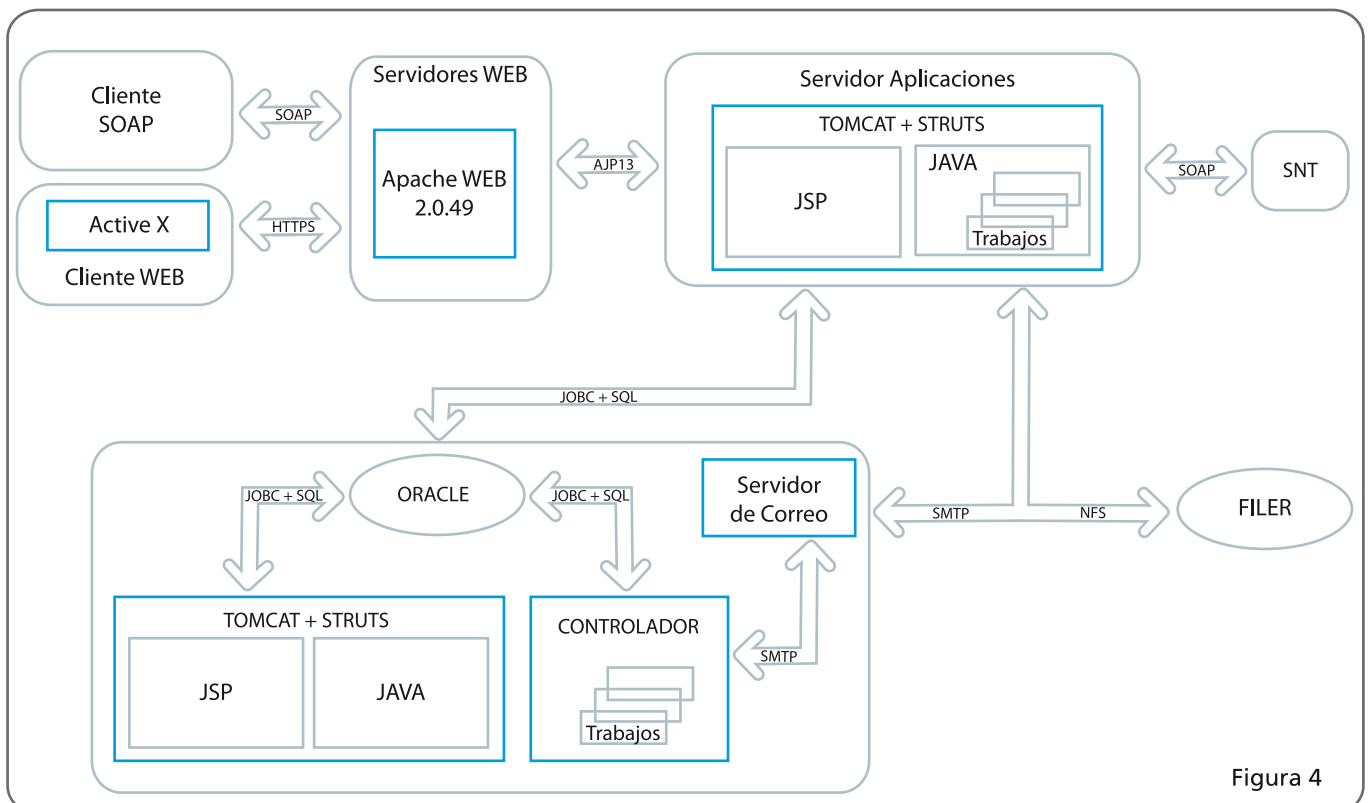 Cliente
SOAP
SOAP
Servidores WEB
Apache WEB
2.0.49
Active X
Cliente WEB
HTTPS
AJP13
Servidor Aplicaciones
TOMCAT + STRUTS
JSP
JAVA
Trabajos
SOAP
SNT
JOBC + SQL
ORACLE
JOBC + SQL
JOBC + SQL
Servidor
de Correo
SMTP
NFS
FILER
TOMCAT + STRUTS
JSP
JAVA
CONTROLADOR
Trabajos
SMTP
Figura 4